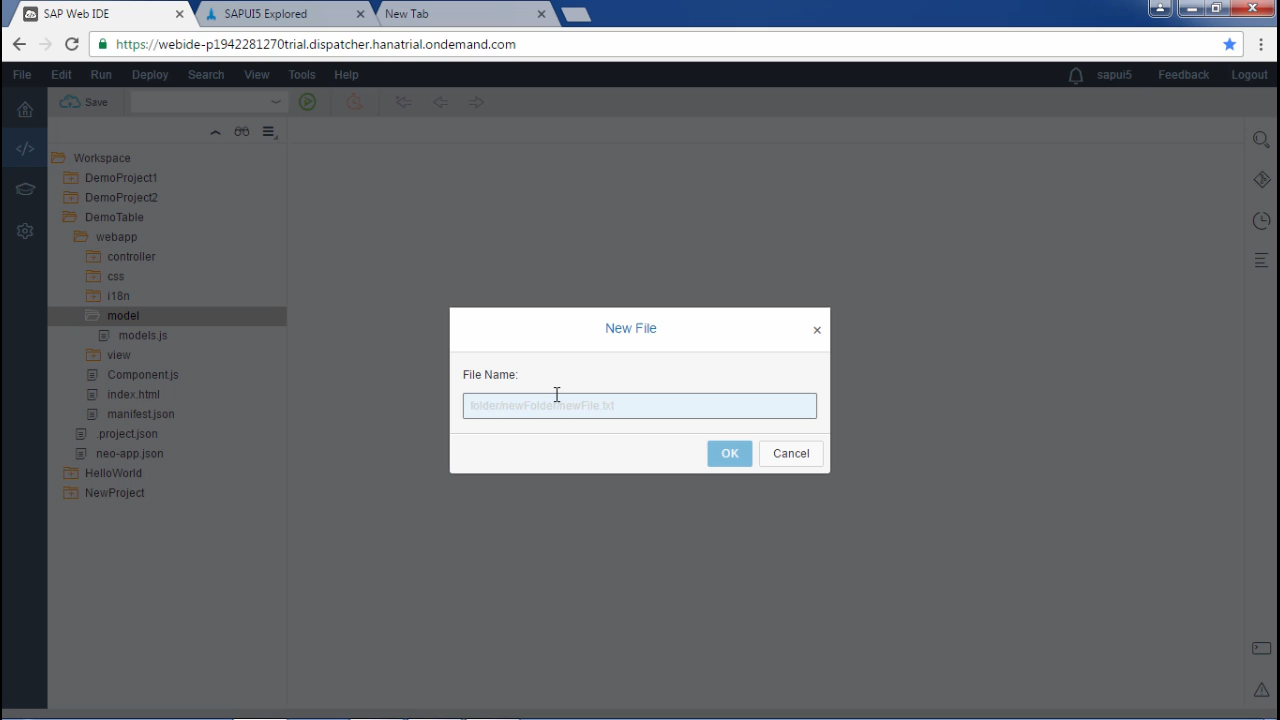 SAP Web IDE
SAPUI5 Explored
New Tab
https://webide-p1942281270trial.dispatcher.hanatrial.ondemand.com
File Edit Run Deploy Search View Tools Help
sapui5 Feedback Logout
Save
Workspace
DemoProject1
DemoProject2
DemoTable
webapp
controller
css
i18n
model
models.js
view
Component.js
index.html
manifest.json
.project.json
neo-app.json
HelloWorld
NewProject
New File
File Name:
folder/newFolder/newFile.txt
OK Cancel